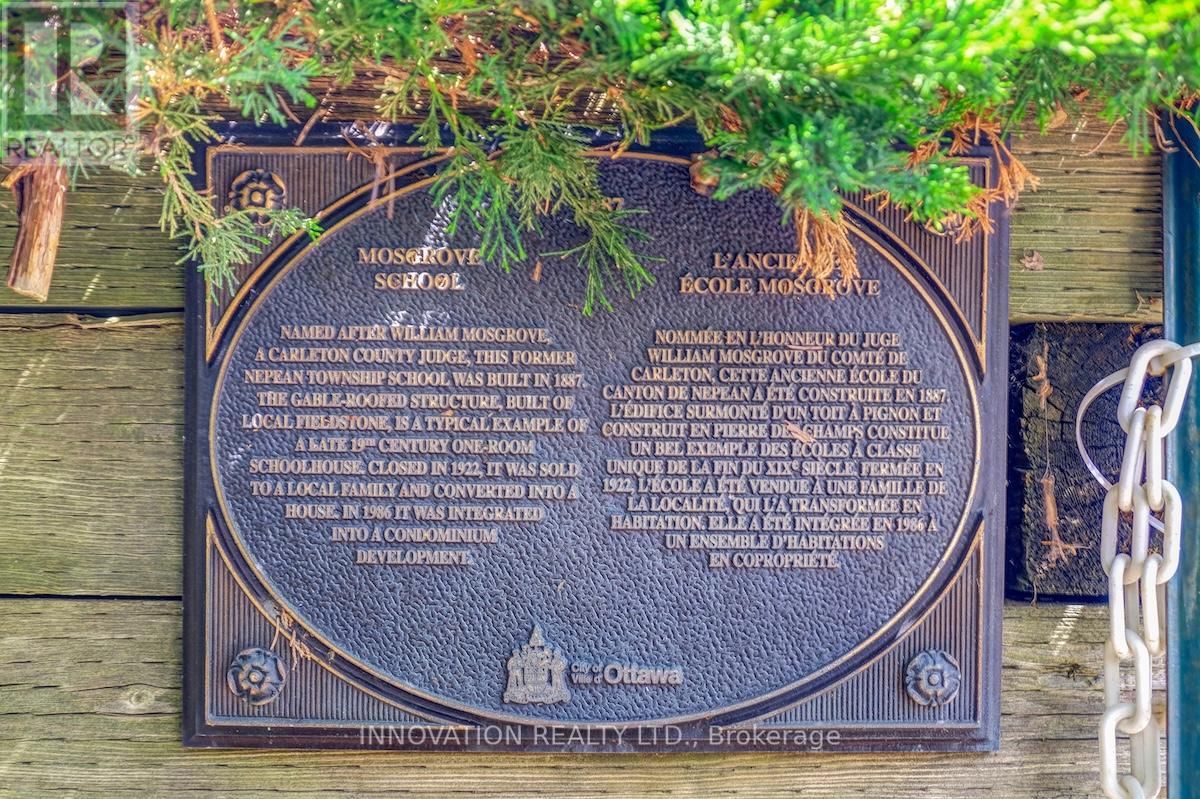 REALTOR
MOSGROVE
SCHOOL
NAMED AFTER WILLIAM MOSGROVE,
A CARLETON COUNTY JUDGE, THIS FORMER
NEPEAN TOWNSHIP SCHOOL WAS BUILT IN 1887.
THE GABLE-ROOFED STRUCTURE, BUILT OF
LOCAL FIELDSTONE, IS A TYPICAL EXAMPLE OF
A LATE 19TH CENTURY ONE-ROOM
SCHOOLHOUSE. CLOSED IN 1922, IT WAS SOLD
TO A LOCAL FAMILY AND CONVERTED INTO A
HOUSE. IN 1986 IT WAS INTEGRATED
INTO A CONDOMINIUM
DEVELOPMENT.
ÉCOLE MOSGROVE
NOMMÉE EN L'HONNEUR DU JUGE
WILLIAM MOSGROVE DU COMTÉ DE
CARLETON, CETTE ANCIENNE ÉCOLE DU
CANTON DE NEPEAN A ÉTÉ CONSTRUITE EN 1887.
L'ÉDIFICE SURMONTÉ D'UN TOIT À PIGNON ET
CONSTRUIT EN PIERRE DES CHAMPS CONSTITUE
UN BEL EXEMPLE DES ÉCOLES À CLASSE
UNIQUE DE LA FIN DU XIXe SIÈCLE. FERMÉE EN
1922, L'ÉCOLE A ÉTÉ VENDUE À UNE FAMILLE DE
LA LOCALITÉ, QUI L'A TRANSFORMÉE EN
HABITATION. ELLE A ÉTÉ INTÉGRÉE EN 1986 À
UN ENSEMBLE D'HABITATIONS
EN COPROPRIÉTÉ.
City of
Ville d'Ottawa
INNOVATION REALTY LTD., Brokerage